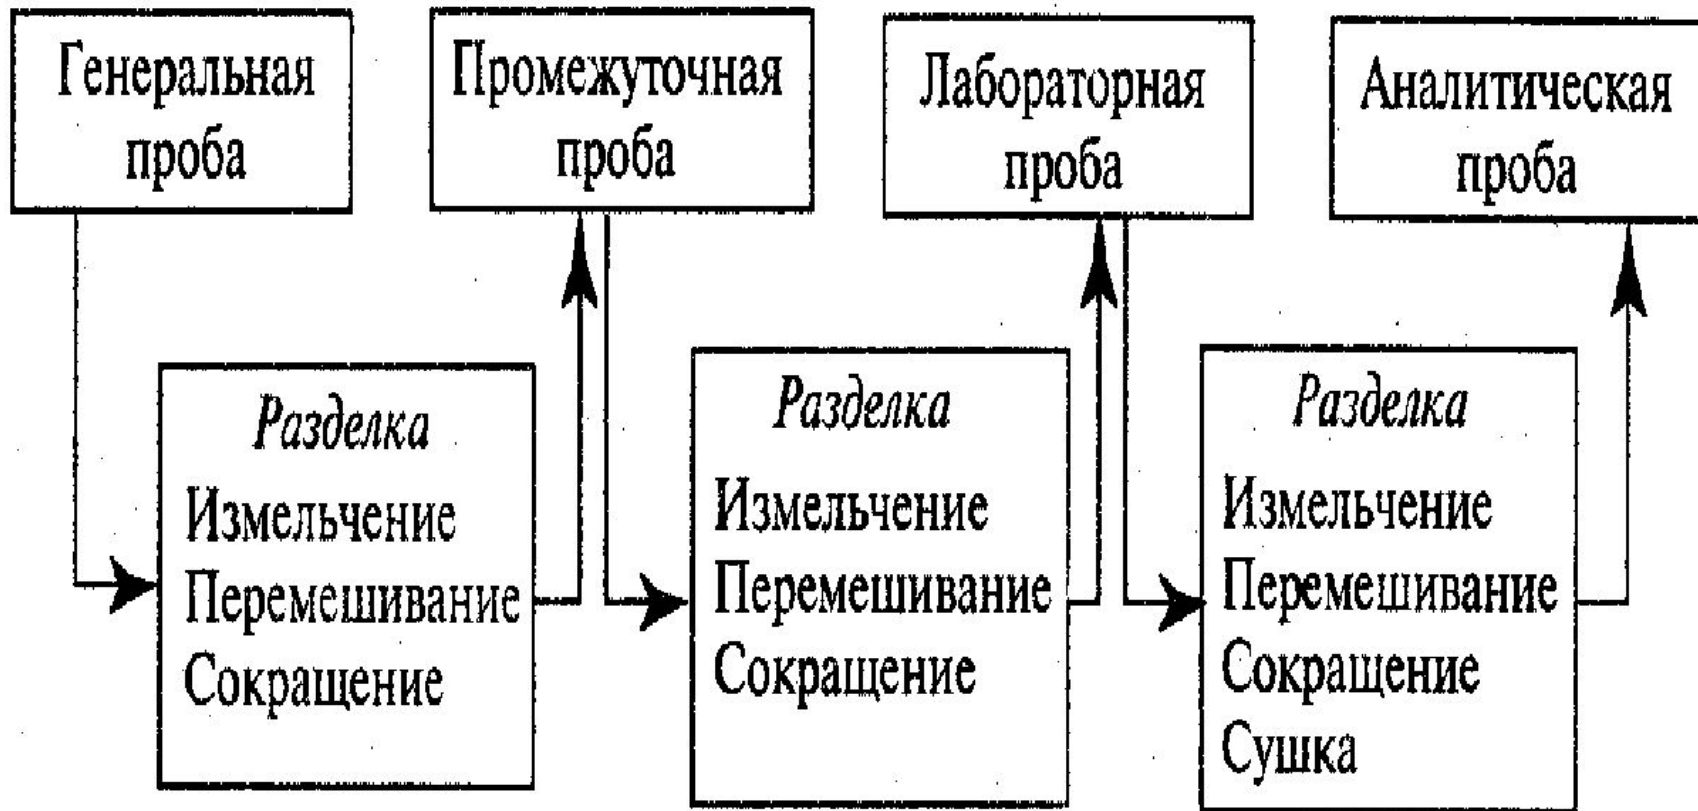 Генеральная
проба
Промежуточная
проба
Лабораторная
проба
Аналитическая
проба
Разделка
Измельчение
Перемешивание
Сокращение
Разделка
Измельчение
Перемешивание
Сокращение
Разделка
Измельчение
Перемешивание
Сокращение
Сушка